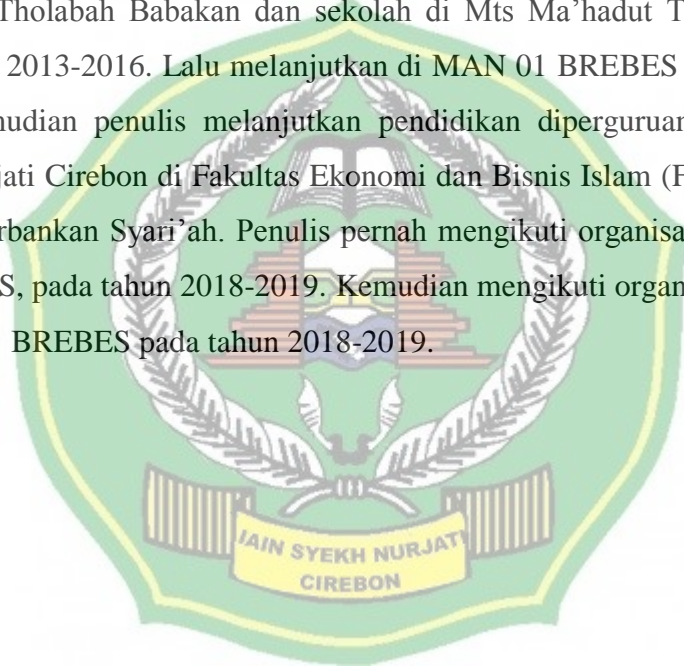 Tholabah Babakan dan sekolah di Mts Ma’hadut T
2013-2016. Lalu melanjutkan di MAN 01 BREBES
mudian penulis melanjutkan pendidikan diperguruan
jati Cirebon di Fakultas Ekonomi dan Bisnis Islam (F
rbankan Syari’ah. Penulis pernah mengikuti organisa
S, pada tahun 2018-2019. Kemudian mengikuti organ
BREBES pada tahun 2018-2019.
IAIN SYEKH NURJATI
CIREBON